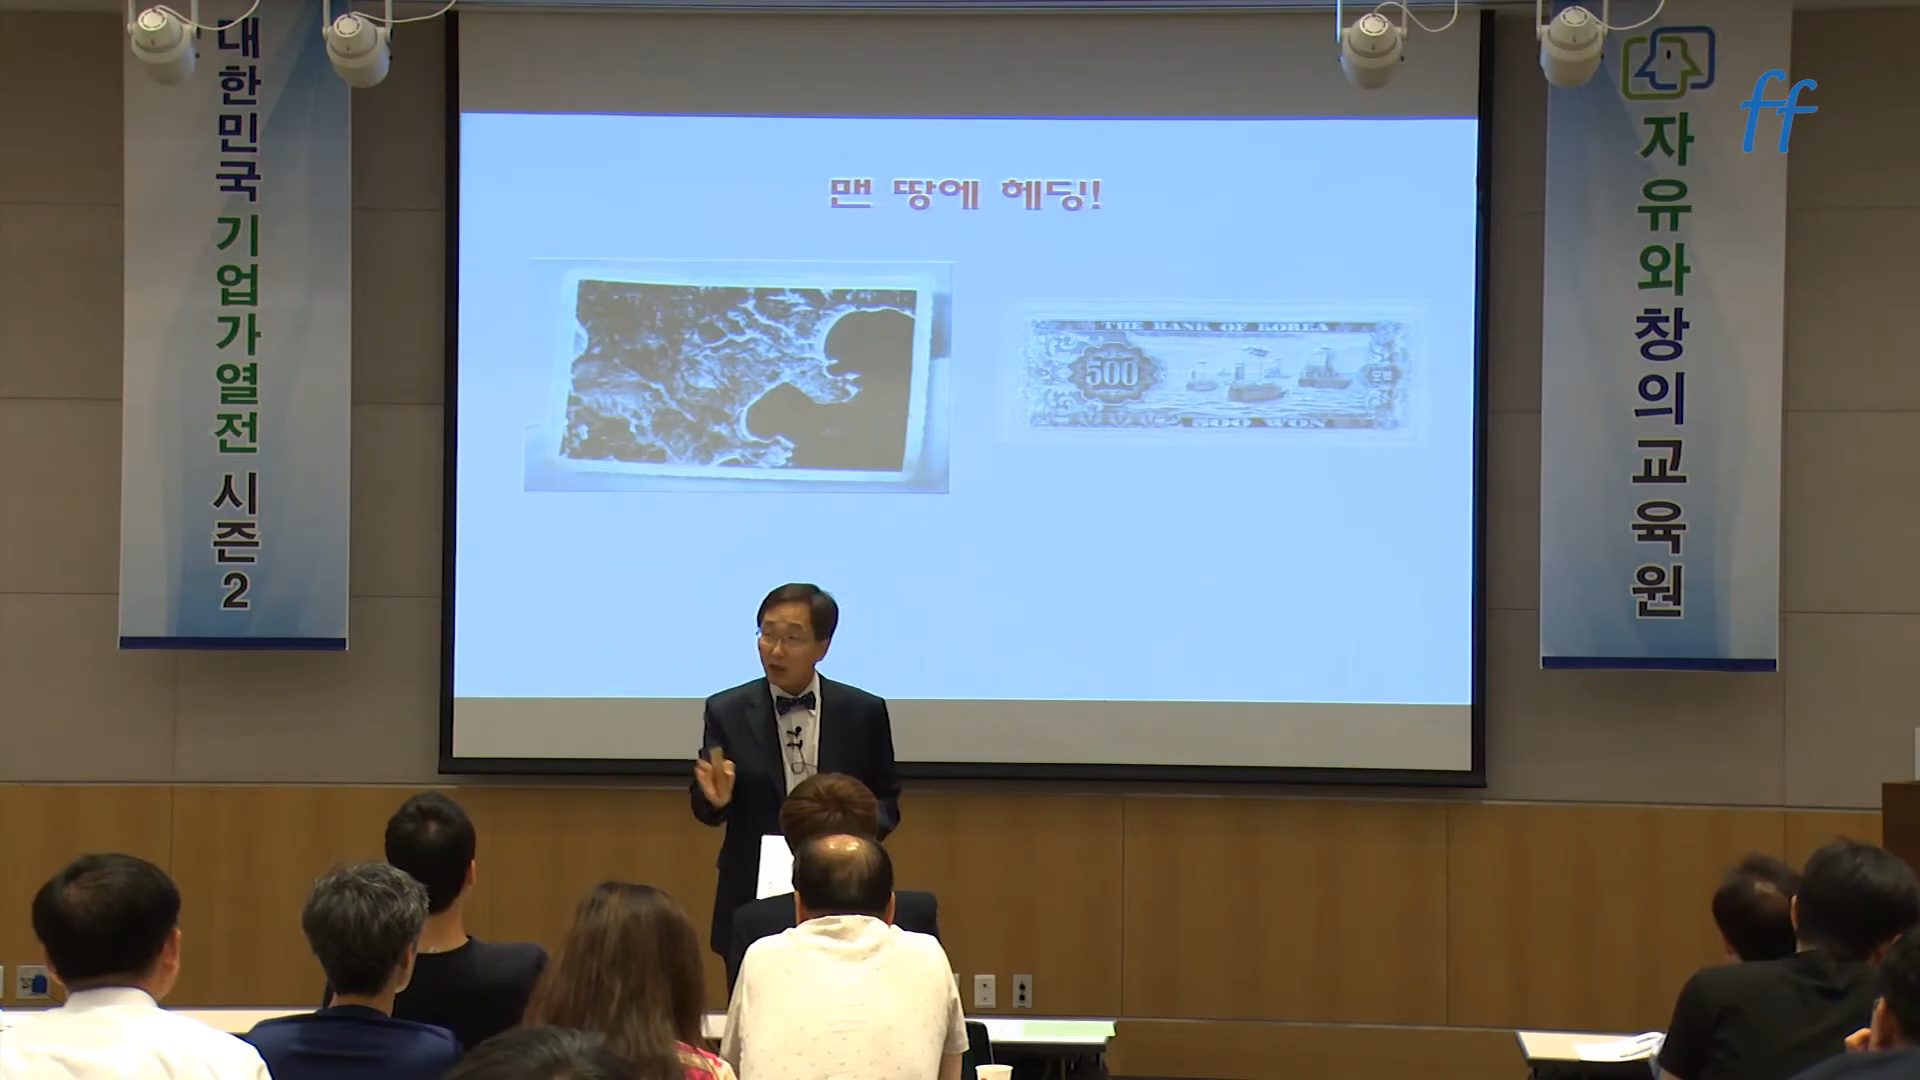 대한민국 기업가열전 시즌2
맨 땅에 헤딩!
THE BANK OF KOREA
500
500 WON
자유와창의교육원
ff